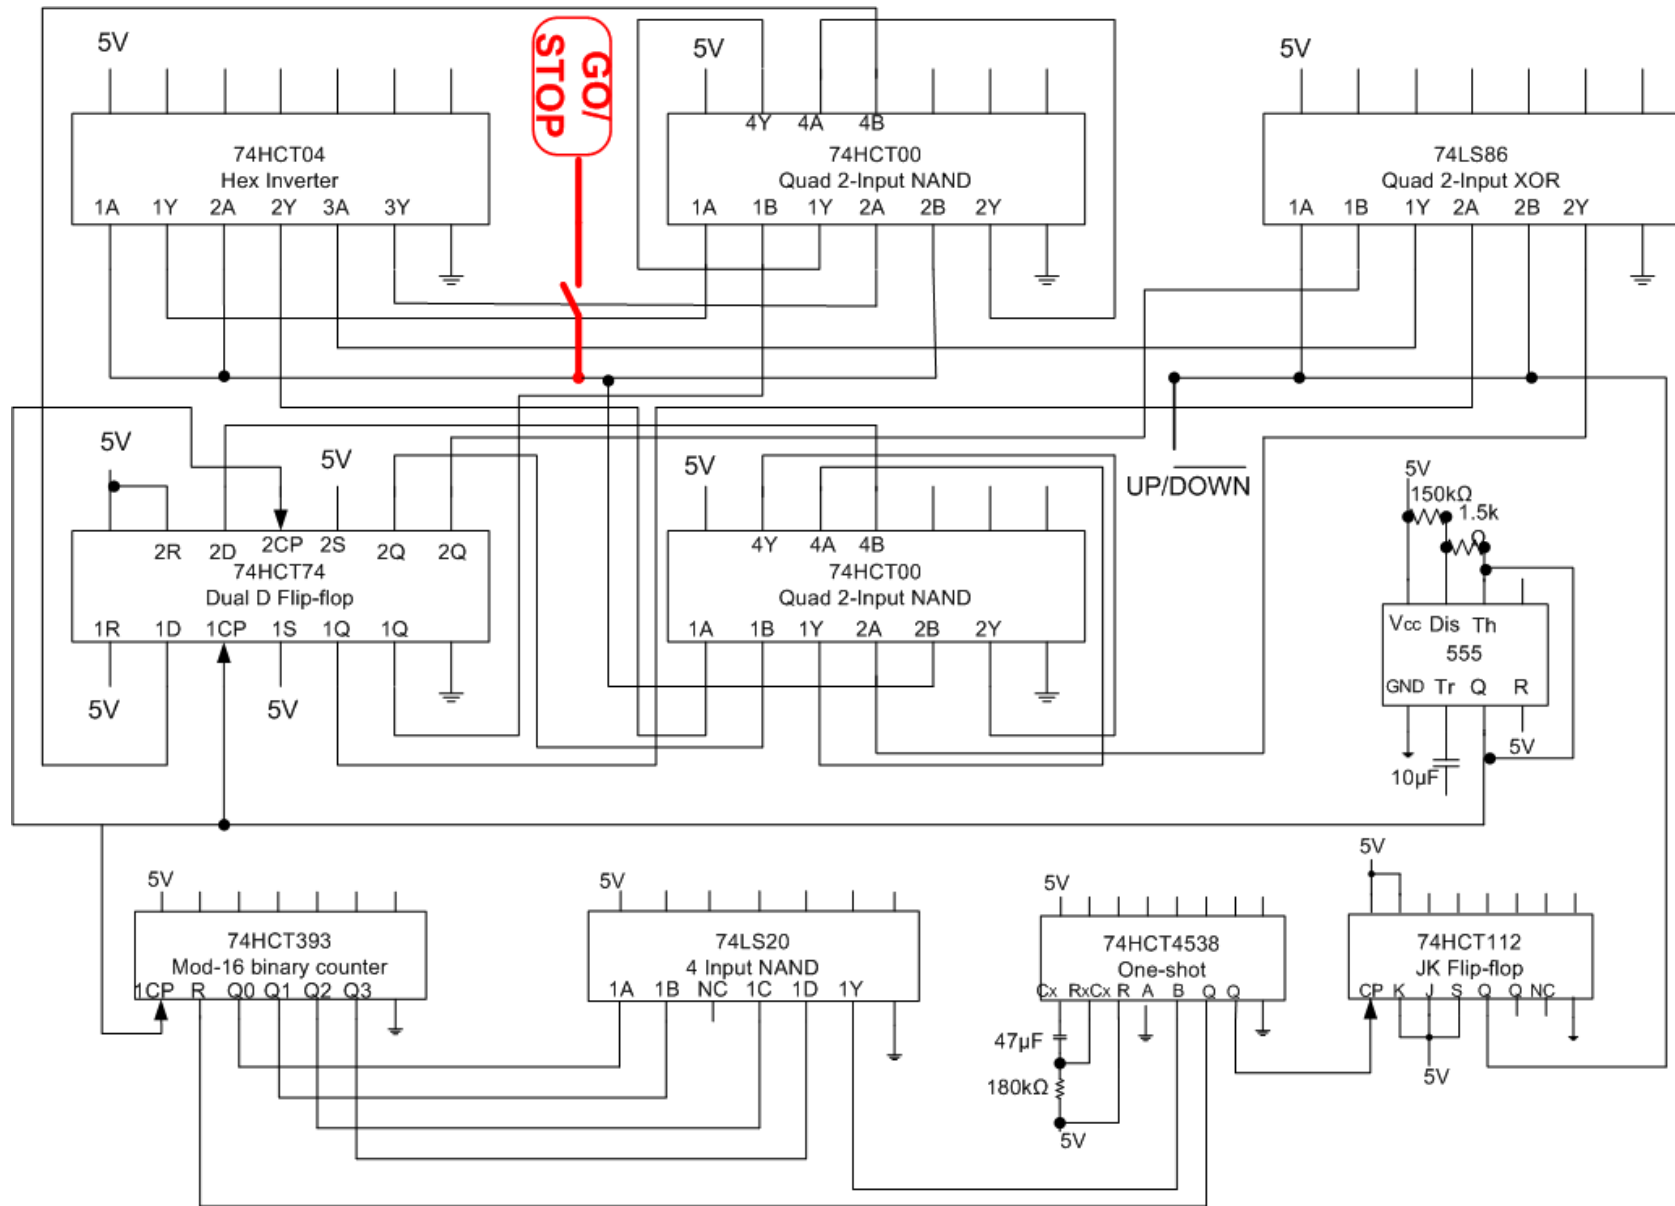 5V
GO/
STOP
5V
5V
4Y 4A 4B
74HCT04
Hex Inverter
1A 1Y 2A 2Y 3A 3Y
74HCT00
Quad 2-Input NAND
1A 1B 1Y 2A 2B 2Y
74LS86
Quad 2-Input XOR
1A 1B 1Y 2A 2B 2Y
5V
5V
5V
UP/DOWN
5V
150kΩ
1.5k
Ω
2R 2D 2CP 2S 2Q 2Q
74HCT74
Dual D Flip-flop
1R 1D 1CP 1S 1Q 1Q
5V
5V
4Y 4A 4B
74HCT00
Quad 2-Input NAND
1A 1B 1Y 2A 2B 2Y
Vcc Dis Th
555
GND Tr Q R
5V
10µF
5V
74HCT393
Mod-16 binary counter
1CP R Q0 Q1 Q2 Q3
5V
74LS20
4 Input NAND
1A 1B NC 1C 1D 1Y
5V
74HCT4538
One-shot
Cx RxCx R A B Q Q
47µF
180kΩ
5V
5V
74HCT112
JK Flip-flop
CP K J S Q Q NC
5V